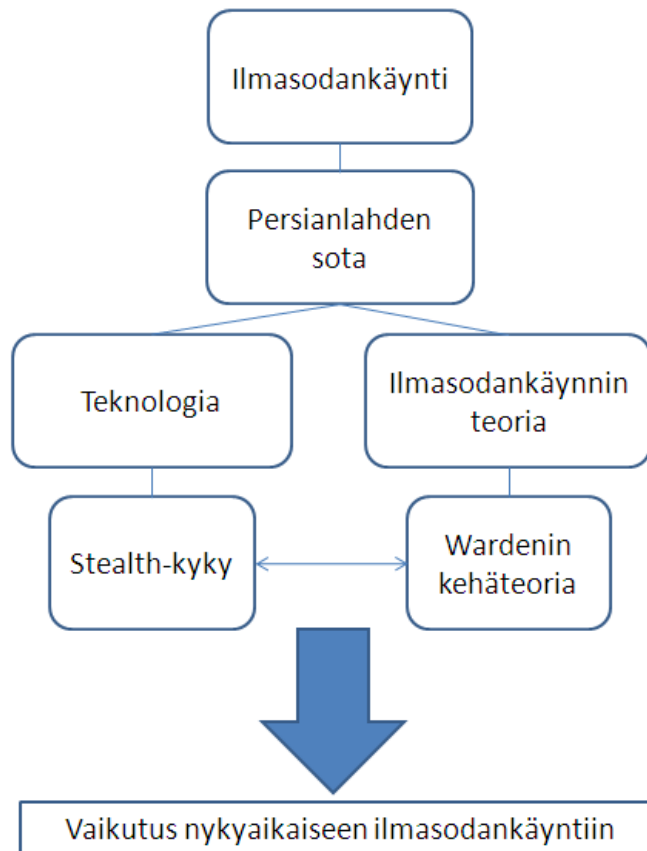 Ilmasodankäynti
Persianlahden
sota
Teknologia
Ilmasodankäynnin
teoria
Stealth-kyky
Wardenin
kehäteoria
Vaikutus nykyaikaiseen ilmasodankäyntiin